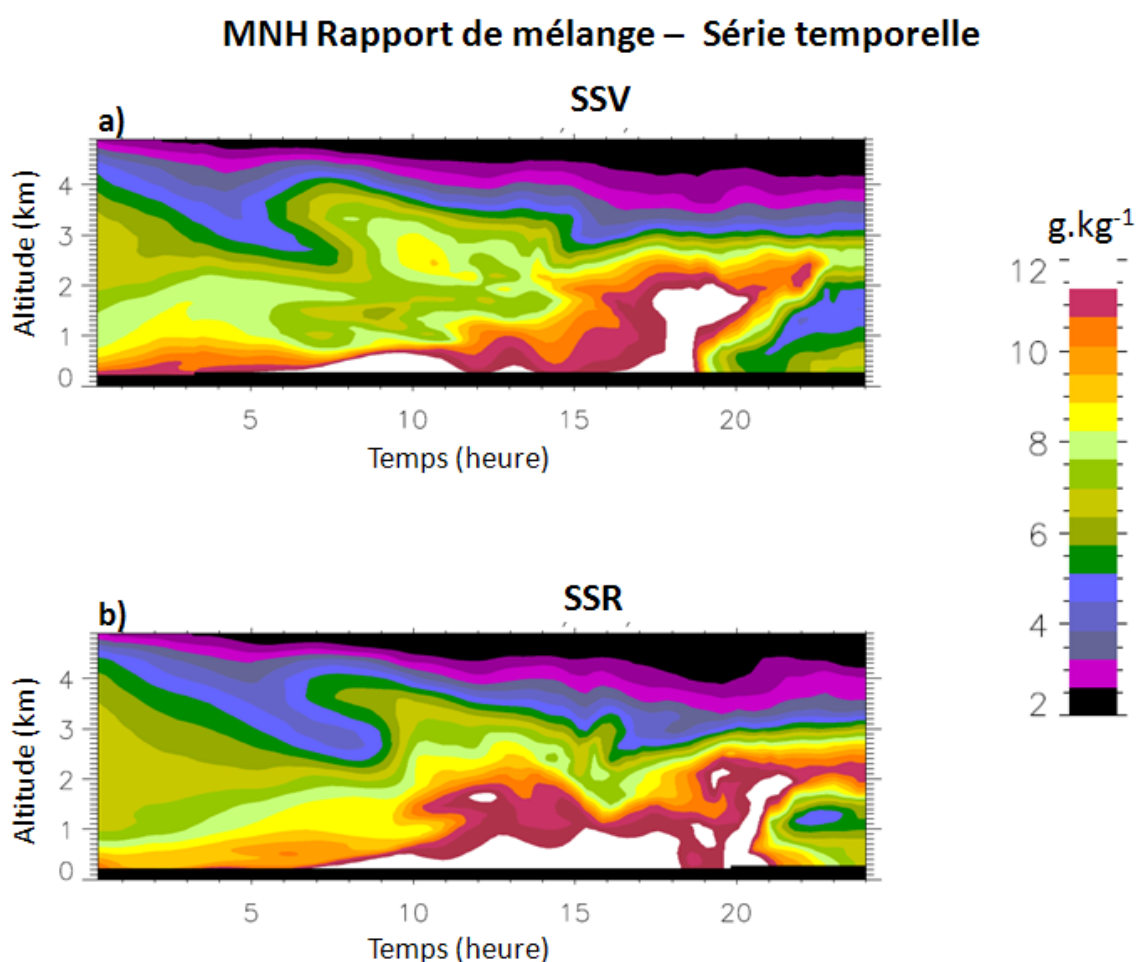 MNH Rapport de mélange – Série temporelle
SSV
a)
Altitude (km)
4
3
2
1
0
5 10 15 20
Temps (heure)
g.kg-1
12
10
8
6
4
2
SSR
b)
Altitude (km)
4
3
2
1
0
5 10 15 20
Temps (heure)